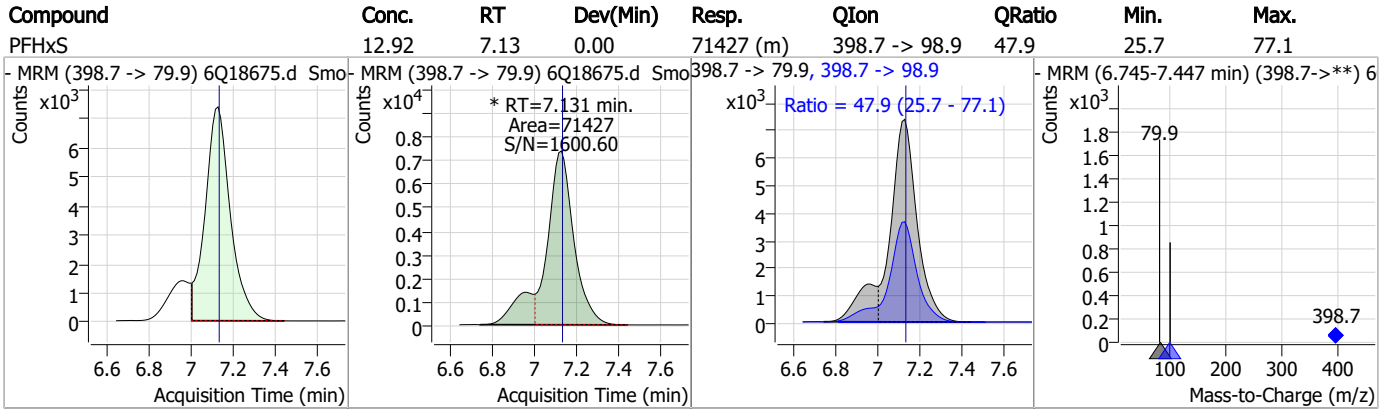 Compound Conc. RT Dev(Min) Resp. QIon QRatio Min. Max.
PFHxS 12.92 7.13 0.00 71427 (m) 398.7 -> 98.9 47.9 25.7 77.1
- MRM (398.7 -> 79.9) 6Q18675.d Smo
Counts
x10³
6
5
4
3
2
1
0
6.6 6.8 7 7.2 7.4 7.6
Acquisition Time (min)
- MRM (398.7 -> 79.9) 6Q18675.d Smo
Counts
x10⁴
* RT=7.131 min.
Area=71427
S/N=1600.60
0.8
0.7
0.6
0.5
0.4
0.3
0.2
0.1
0
6.6 6.8 7 7.2 7.4 7.6
Acquisition Time (min)
398.7 -> 79.9, 398.7 -> 98.9
x10³
Ratio = 47.9 (25.7 - 77.1)
6
5
4
3
2
1
0
6.6 6.8 7 7.2 7.4 7.6
Acquisition Time (min)
- MRM (6.745-7.447 min) (398.7->**) 6
Counts
x10³
79.9
1.8
1.6
1.4
1.2
1
0.8
0.6
0.4
0.2
0
398.7
100 200 300 400
Mass-to-Charge (m/z)